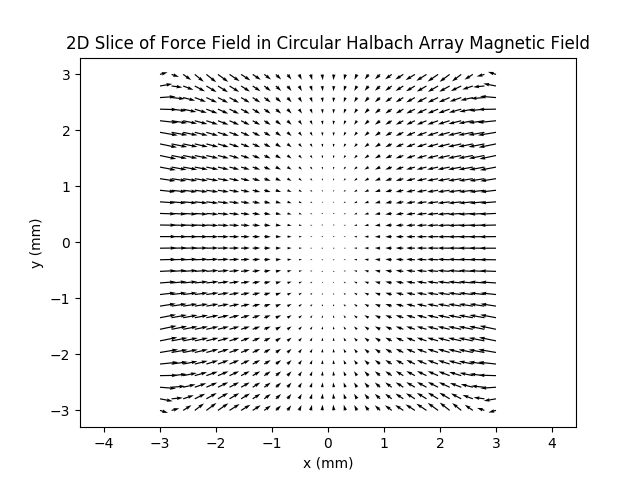 2D Slice of Force Field in Circular Halbach Array Magnetic Field
3
2
1
0
−1
−2
−3
y (mm)
−4 −3 −2 −1 0 1 2 3 4
x (mm)